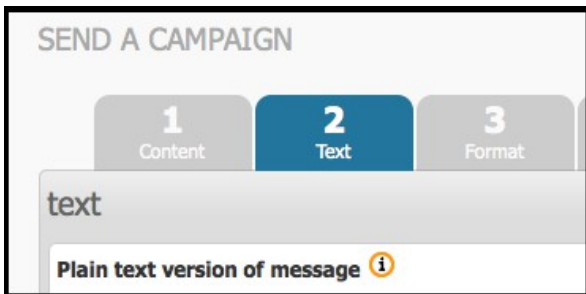 SEND A CAMPAIGN
1
Content
2
Text
3
Format
text
Plain text version of message i